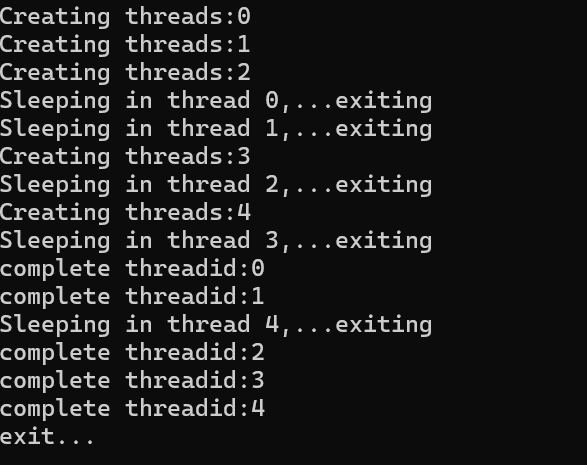 Creating threads:0
Creating threads:1
Creating threads:2
Sleeping in thread 0,...exiting
Sleeping in thread 1,...exiting
Creating threads:3
Sleeping in thread 2,...exiting
Creating threads:4
Sleeping in thread 3,...exiting
complete threadid:0
complete threadid:1
Sleeping in thread 4,...exiting
complete threadid:2
complete threadid:3
complete threadid:4
exit...